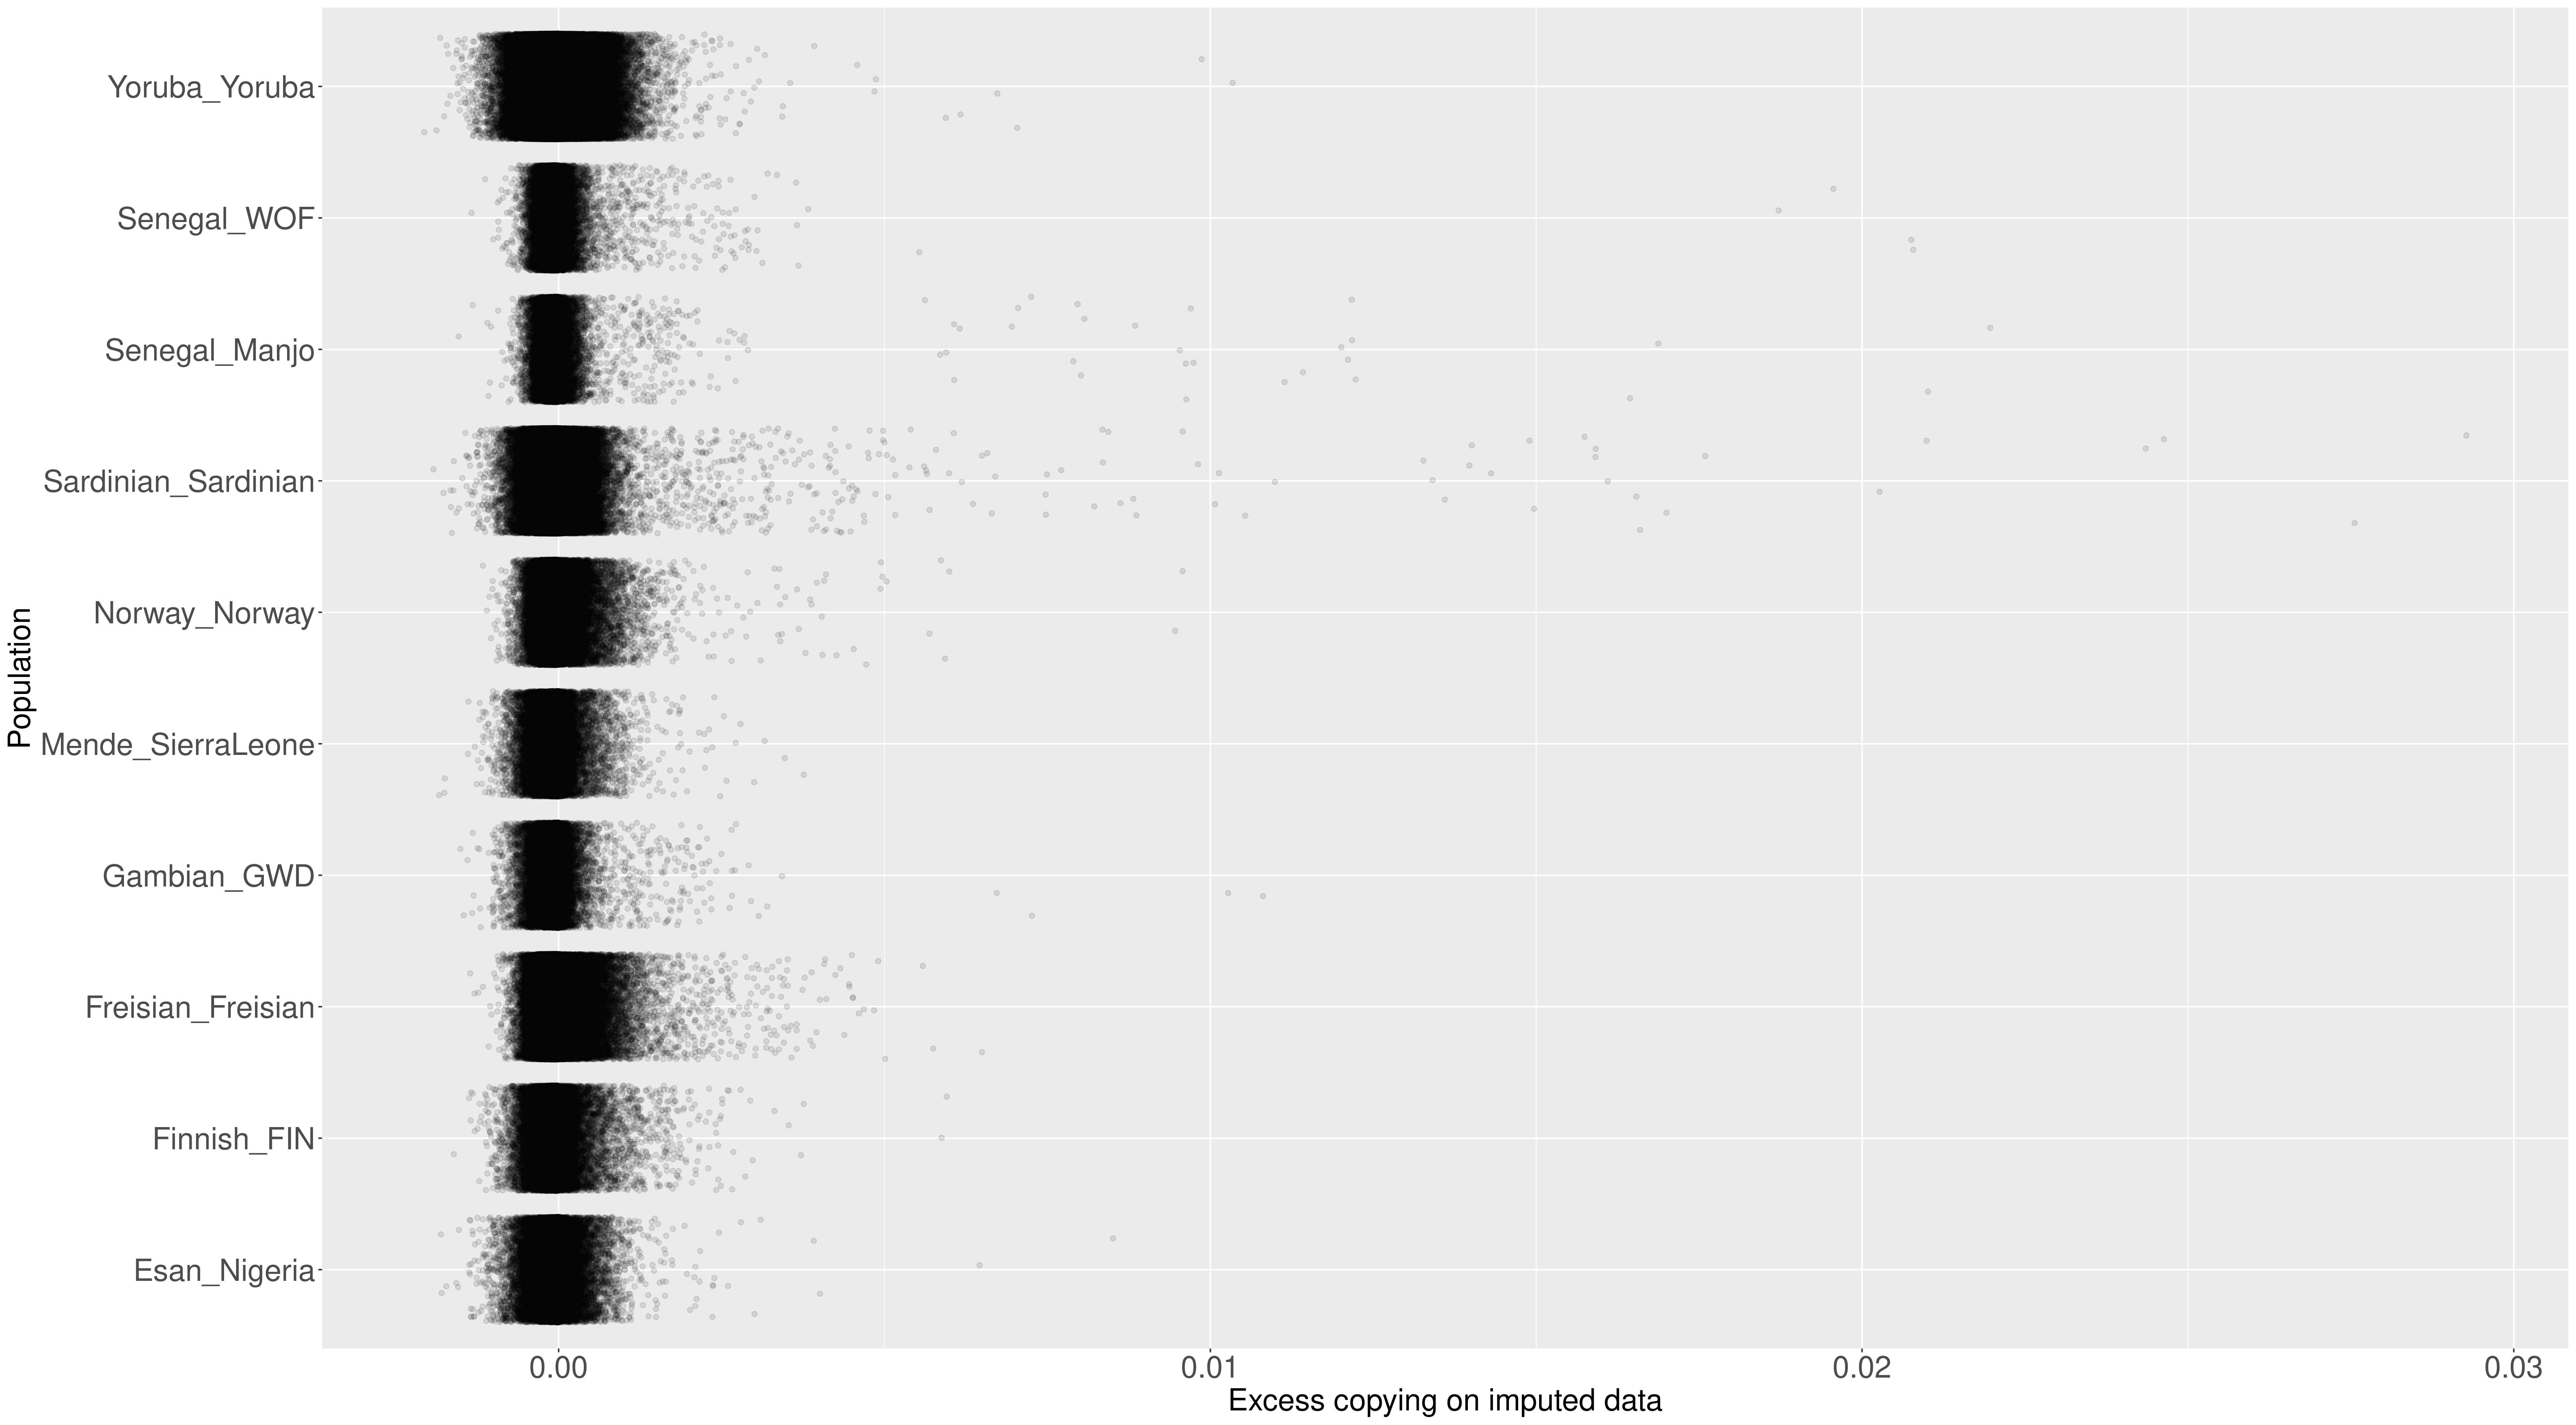 Yoruba_Yoruba
Senegal_WOF
Senegal_Manjo
Sardinian_Sardinian
Norway_Norway
Mende_SierraLeone
Gambian_GWD
Freisian_Freisian
Finnish_FIN
Esan_Nigeria
Population
0.00 0.01 0.02 0.03
Excess copying on imputed data